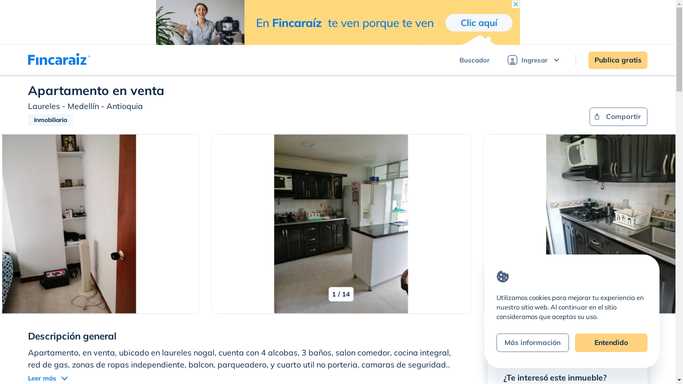 En Fincaraíz te ven porque te ven
Clic aquí
Fincaraiz
Buscador
Ingresar
Publica gratis
Apartamento en venta
Laureles - Medellín - Antioquia
Inmobiliaria
Compartir
1 / 14
Utilizamos cookies para mejorar tu experiencia en
nuestro sitio web. Al continuar en el sitio
consideramos que aceptas su uso.
Más información
Entendido
Descripción general
Apartamento, en venta, ubicado en laureles nogal, cuenta con 4 alcobas, 3 baños, salon comedor, cocina integral,
red de gas, zonas de ropas independiente, balcon, parqueadero, y cuarto util no porteria, camaras de seguridad..
Leer más
¿Te interesó este inmueble?